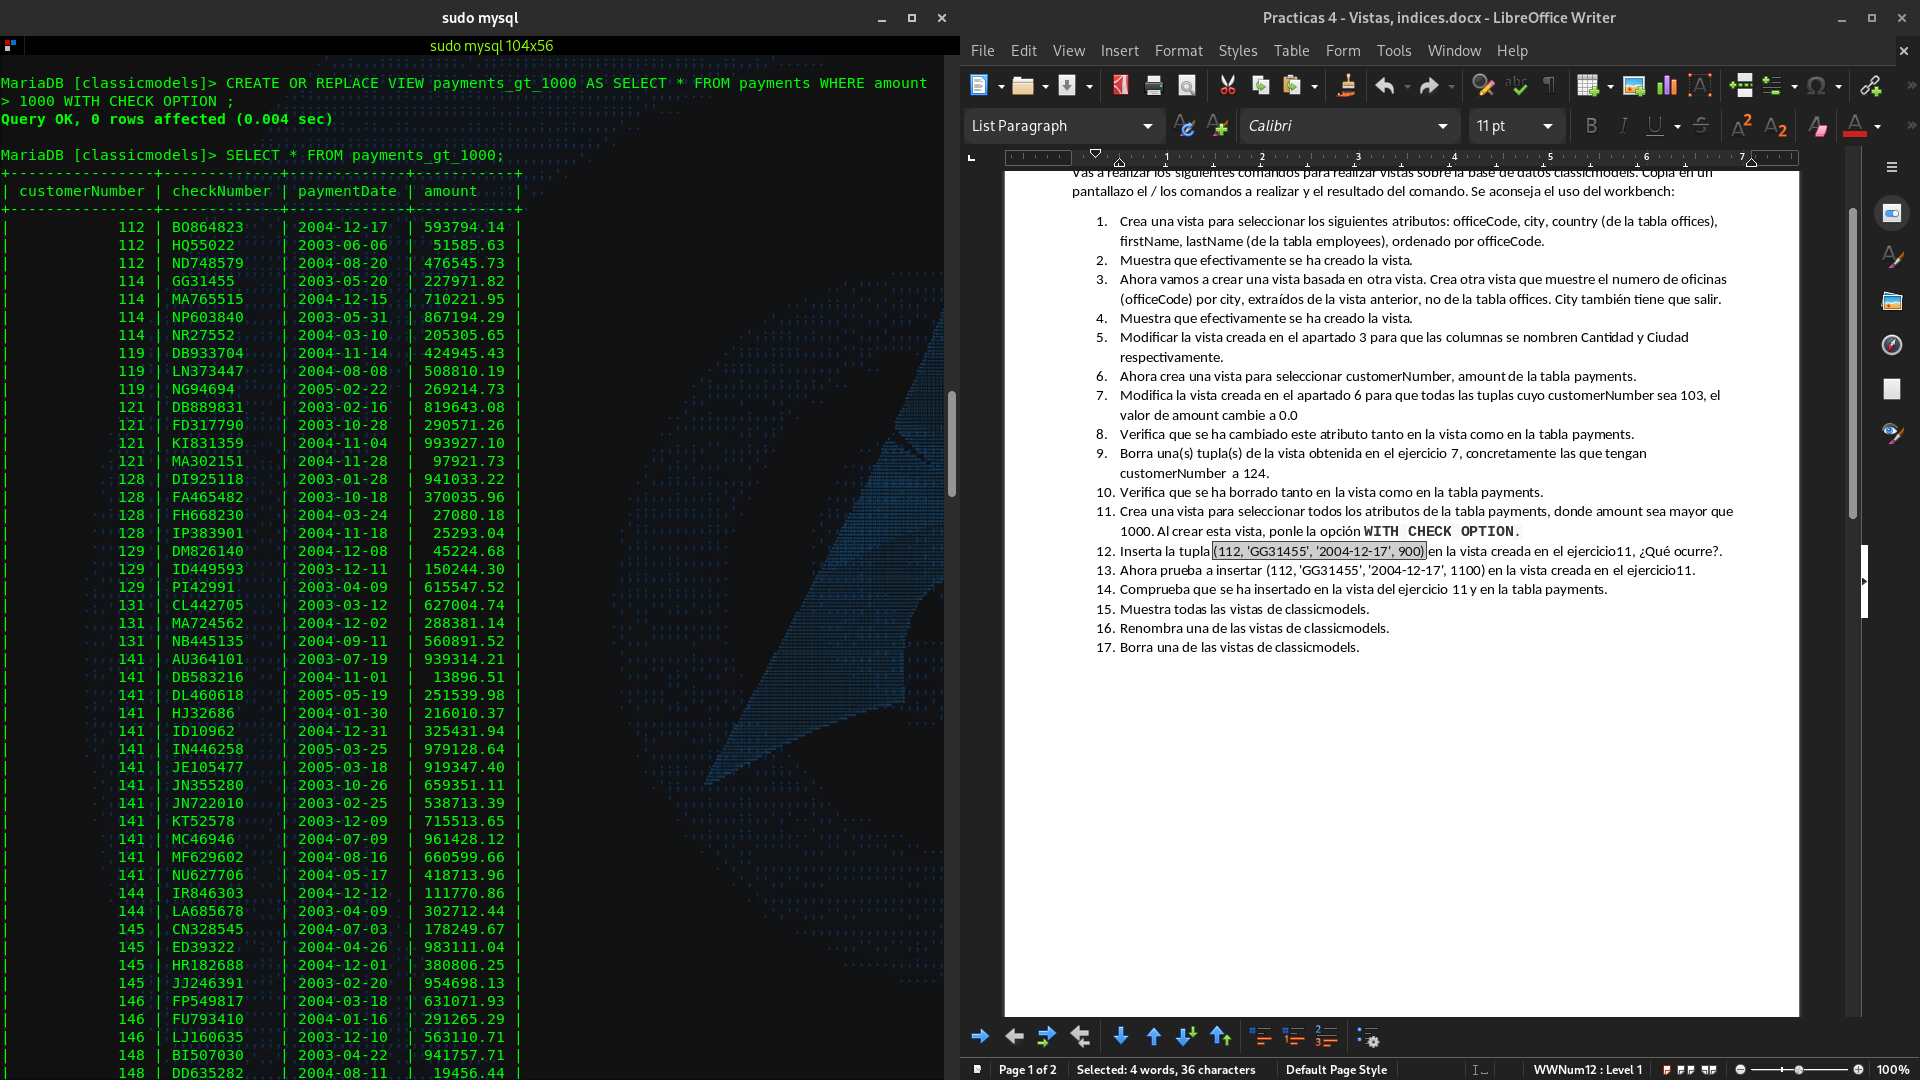 sudo mysql
sudo mysql 104x56
MariaDB [classicmodels]> CREATE OR REPLACE VIEW payments_gt_1000 AS SELECT * FROM payments WHERE amount
> 1000 WITH CHECK OPTION ;
Query OK, 0 rows affected (0.004 sec)
MariaDB [classicmodels]> SELECT * FROM payments_gt_1000;
+----------------+-------------+-------------+-----------+
| customerNumber | checkNumber | paymentDate | amount |
+----------------+-------------+-------------+-----------+
| 112 | BO864823 | 2004-12-17 | 593794.14 |
| 112 | HQ55022 | 2003-06-06 | 51585.63 |
| 112 | ND748579 | 2004-08-20 | 476545.73 |
| 114 | GG31455 | 2003-05-20 | 227971.82 |
| 114 | MA765515 | 2004-12-15 | 710221.95 |
| 114 | NP603840 | 2003-05-31 | 867194.29 |
| 114 | NR27552 | 2004-03-10 | 205305.65 |
| 119 | DB933704 | 2004-11-14 | 424945.43 |
| 119 | LN373447 | 2004-08-08 | 508810.19 |
| 119 | NG94694 | 2005-02-22 | 269214.73 |
| 121 | DB889831 | 2003-02-16 | 819643.08 |
| 121 | FD317790 | 2003-10-28 | 290571.26 |
| 121 | KI831359 | 2004-11-04 | 993927.10 |
| 121 | MA302151 | 2004-11-28 | 97921.73 |
| 128 | DI925118 | 2003-01-28 | 941033.22 |
| 128 | FA465482 | 2003-10-18 | 370035.96 |
| 128 | FH668230 | 2004-03-24 | 27080.18 |
| 128 | IP383901 | 2004-11-18 | 25293.04 |
| 129 | DM826140 | 2004-12-08 | 45224.68 |
| 129 | ID449593 | 2003-12-11 | 150244.30 |
| 129 | PI42991 | 2003-04-09 | 615547.52 |
| 131 | CL442705 | 2003-03-12 | 627004.74 |
| 131 | MA724562 | 2004-12-02 | 288381.14 |
| 131 | NB445135 | 2004-09-11 | 560891.52 |
| 141 | AU364101 | 2003-07-19 | 939314.21 |
| 141 | DB583216 | 2004-11-01 | 13896.51 |
| 141 | DL460618 | 2005-05-19 | 251539.98 |
| 141 | HJ32686 | 2004-01-30 | 216010.37 |
| 141 | ID10962 | 2004-12-31 | 325431.94 |
| 141 | IN446258 | 2005-03-25 | 979128.64 |
| 141 | JE105477 | 2005-03-18 | 919347.40 |
| 141 | JN355280 | 2003-10-26 | 659351.11 |
| 141 | JN722010 | 2003-02-25 | 538713.39 |
| 141 | KT52578 | 2003-12-09 | 715513.65 |
| 141 | MC46946 | 2004-07-09 | 961428.12 |
| 141 | MF629602 | 2004-08-16 | 660599.66 |
| 141 | NU627706 | 2004-05-17 | 418713.96 |
| 144 | IR846303 | 2004-12-12 | 111770.86 |
| 144 | LA685678 | 2003-04-09 | 302712.44 |
| 145 | CN328545 | 2004-07-03 | 178249.67 |
| 145 | ED39322 | 2004-04-26 | 983111.04 |
| 145 | HR182688 | 2004-12-01 | 380806.25 |
| 145 | JJ246391 | 2003-02-20 | 954698.13 |
| 146 | FP549817 | 2004-03-18 | 631071.93 |
| 146 | FU793410 | 2004-01-16 | 291265.29 |
| 146 | LJ160635 | 2003-12-10 | 563110.71 |
| 148 | BI507030 | 2003-04-22 | 941757.71 |
| 148 | DD635282 | 2004-08-11 | 19456.44 |
Practicas 4 - Vistas, indices.docx - LibreOffice Writer
File Edit View Insert Format Styles Table Form Tools Window Help
List Paragraph Calibri 11 pt
1 2 3 4 5 6 7
Vas a realizar los siguientes comandos para realizar vistas sobre la base de datos classicmodels. Copia en un
pantallazo el / los comandos a realizar y el resultado del comando. Se aconseja el uso del workbench:
1. Crea una vista para seleccionar los siguientes atributos: officeCode, city, country (de la tabla offices),
firstName, lastName (de la tabla employees), ordenado por officeCode.
2. Muestra que efectivamente se ha creado la vista.
3. Ahora vamos a crear una vista basada en otra vista. Crea otra vista que muestre el numero de oficinas
(officeCode) por city, extraídos de la vista anterior, no de la tabla offices. City también tiene que salir.
4. Muestra que efectivamente se ha creado la vista.
5. Modificar la vista creada en el apartado 3 para que las columnas se nombren Cantidad y Ciudad
respectivamente.
6. Ahora crea una vista para seleccionar customerNumber, amount de la tabla payments.
7. Modifica la vista creada en el apartado 6 para que todas las tuplas cuyo customerNumber sea 103, el
valor de amount cambie a 0.0
8. Verifica que se ha cambiado este atributo tanto en la vista como en la tabla payments.
9. Borra una(s) tupla(s) de la vista obtenida en el ejercicio 7, concretamente las que tengan
customerNumber a 124.
10. Verifica que se ha borrado tanto en la vista como en la tabla payments.
11. Crea una vista para seleccionar todos los atributos de la tabla payments, donde amount sea mayor que
1000. Al crear esta vista, ponle la opción WITH CHECK OPTION.
12. Inserta la tupla (112, 'GG31455', '2004-12-17', 900) en la vista creada en el ejercicio11, ¿Qué ocurre?.
13. Ahora prueba a insertar (112, 'GG31455', '2004-12-17', 1100) en la vista creada en el ejercicio11.
14. Comprueba que se ha insertado en la vista del ejercicio 11 y en la tabla payments.
15. Muestra todas las vistas de classicmodels.
16. Renombra una de las vistas de classicmodels.
17. Borra una de las vistas de classicmodels.
Page 1 of 2 Selected: 4 words, 36 characters Default Page Style WWNum12 : Level 1 100%